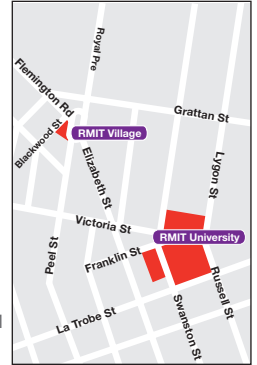 Royal Pre
Flemington Rd
Grattan St
Blackwood St
RMIT Village
Elizabeth St
Lygon St
Victoria St
RMIT University
Franklin St
Peel St
Russell St
La Trobe St
Swanston St